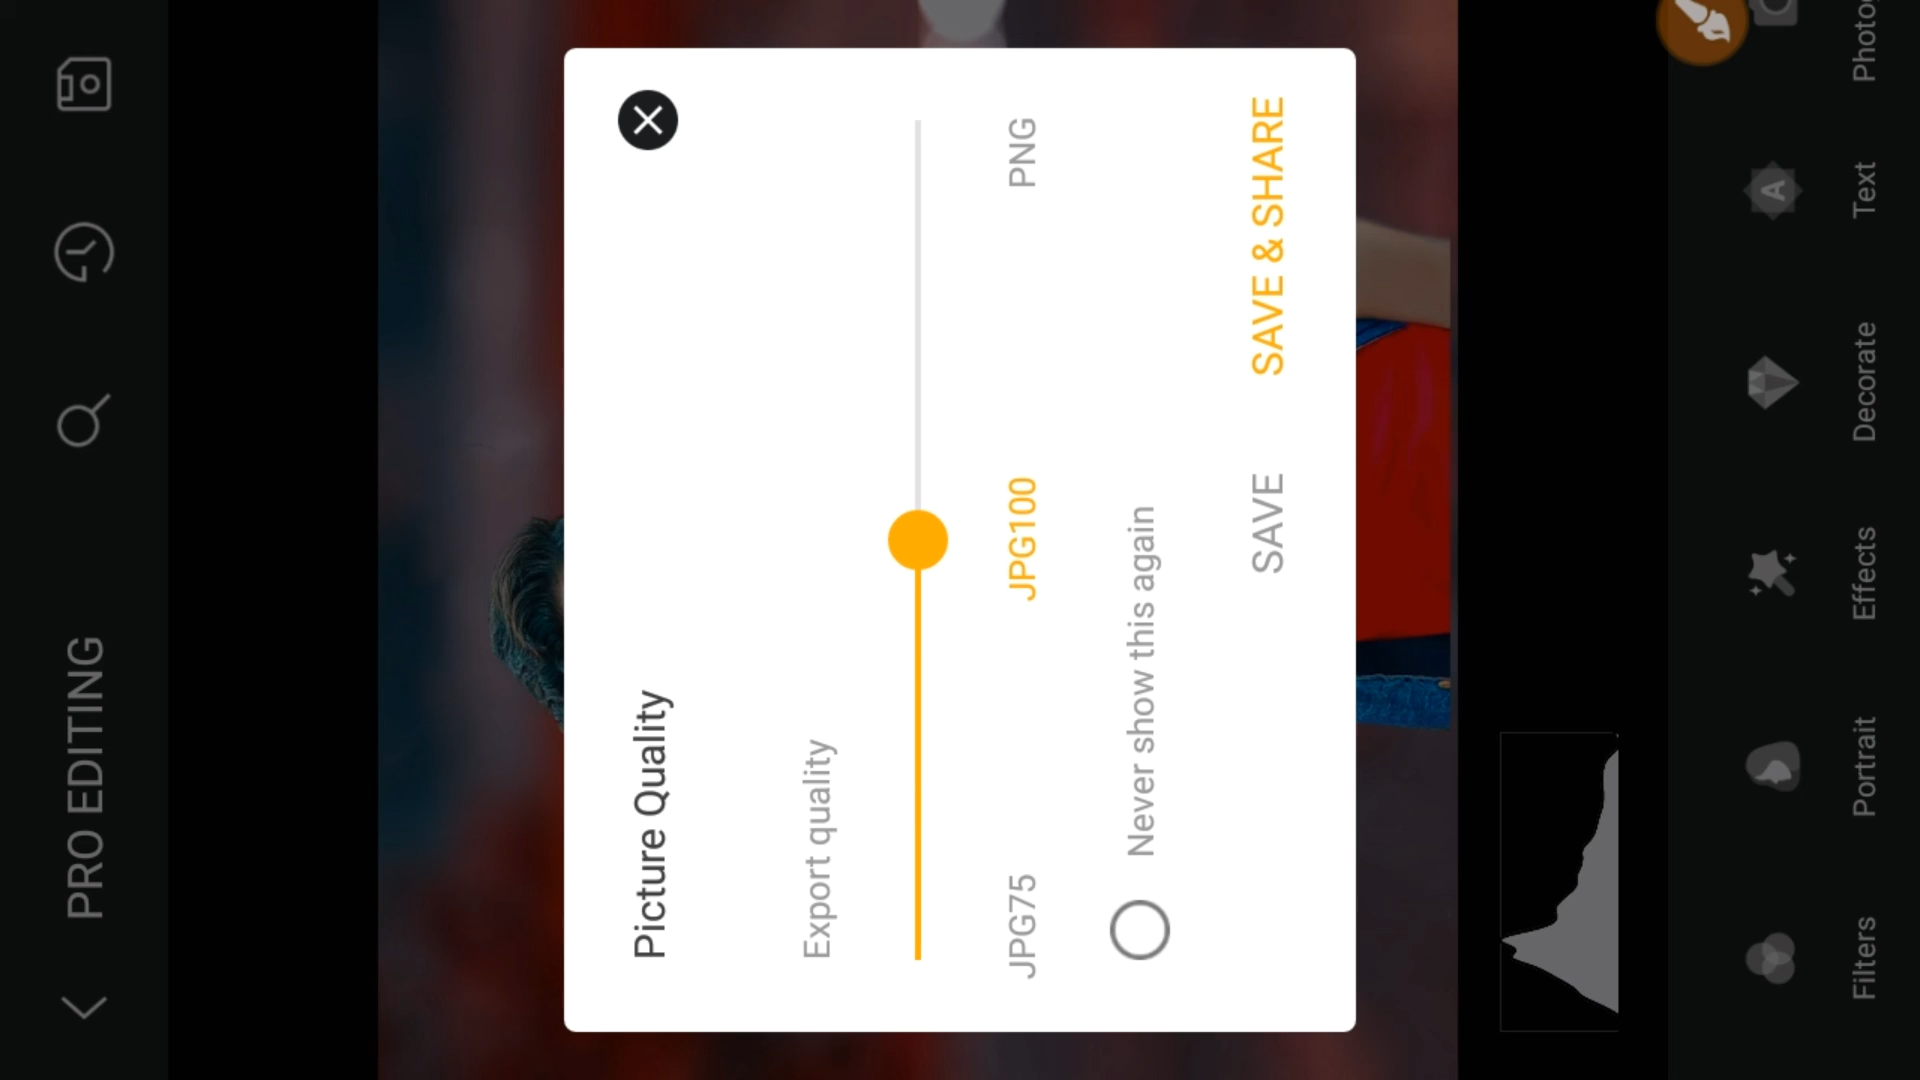 PRO EDITING
Picture Quality
Export quality
JPG75
JPG100
PNG
Never show this again
SAVE
SAVE & SHARE
A
Filters
Portrait
Effects
Decorate
Text